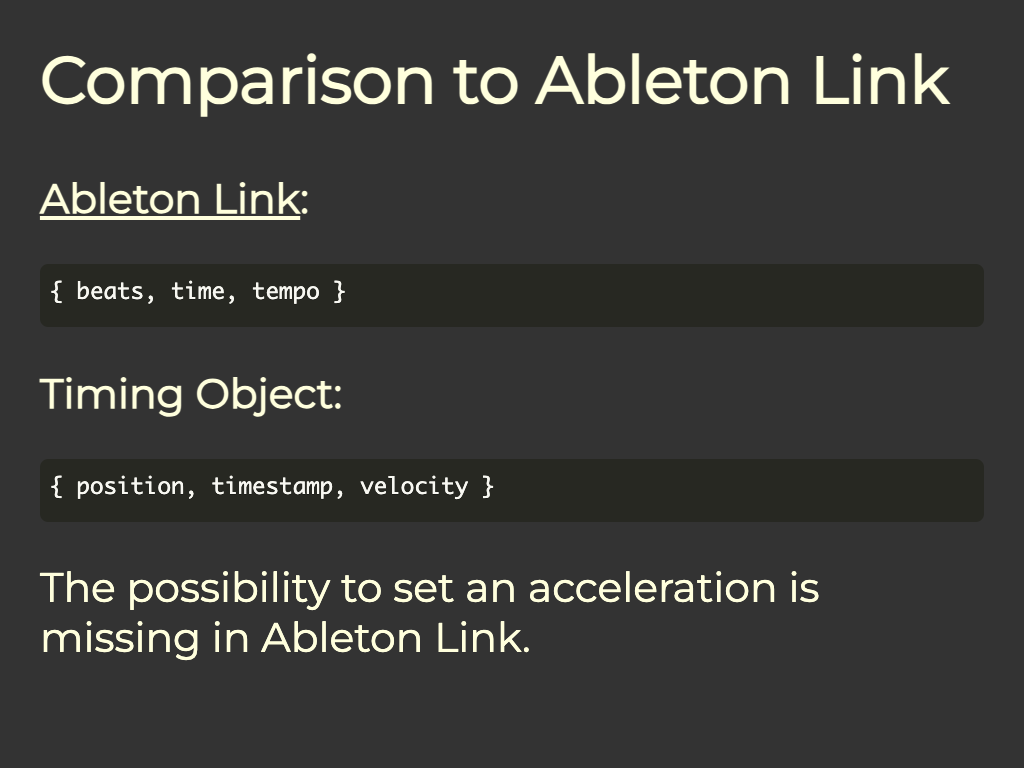 Comparison to Ableton Link
Ableton Link:
{ beats, time, tempo }
Timing Object:
{ position, timestamp, velocity }
The possibility to set an acceleration is
missing in Ableton Link.